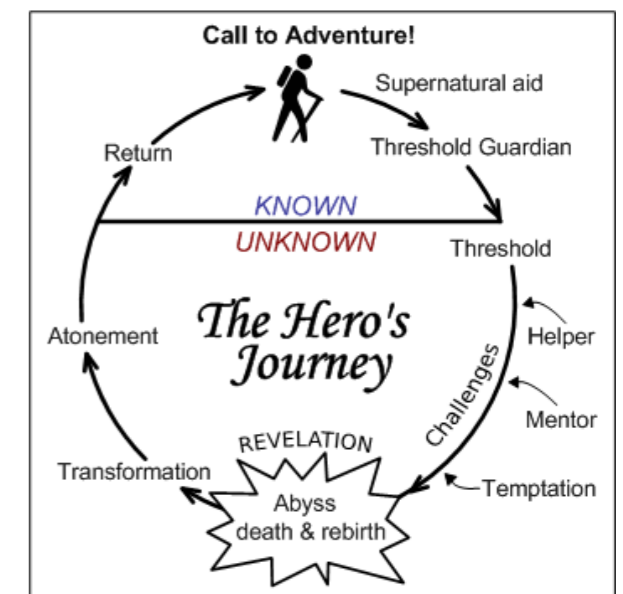 Call to Adventure!
Supernatural aid
Threshold Guardian
Return
KNOWN
UNKNOWN
Threshold
The Hero's
Journey
Helper
Atonement
Challenges
Mentor
REVELATION
Transformation
Temptation
Abyss
death & rebirth